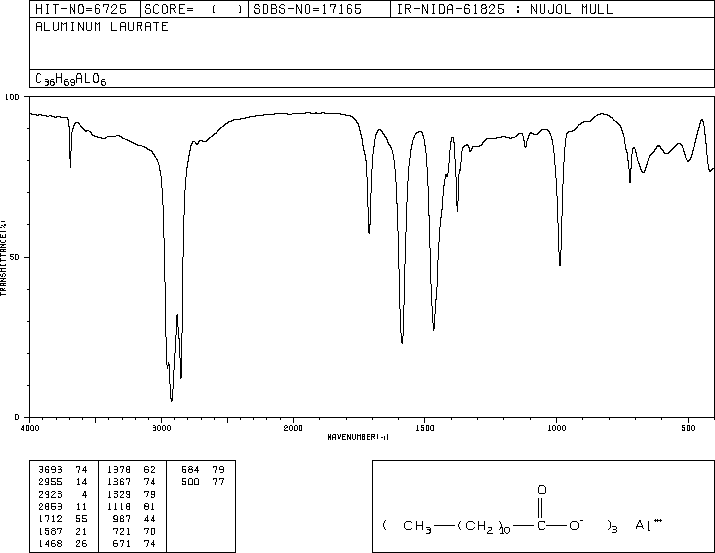 HIT-NO=6725 SCORE= ( ) SDBS-NO=17165 IR-NIDA-61825 : NUJOL MULL
ALUMINUM LAURATE
C36H69ALO6
100
50
0
TRANSMITTANCE(%)
4000 3000 2000 1500 1000 500
WAVENUMBER(-1)
3693 74 1378 62 584 79
2955 14 1367 74 500 77
2923 4 1329 79
2853 11 1118 81
1712 55 987 44
1587 21 721 70
1468 26 671 74
O
( CH3—(CH2)10—C—O- )3 Al+++